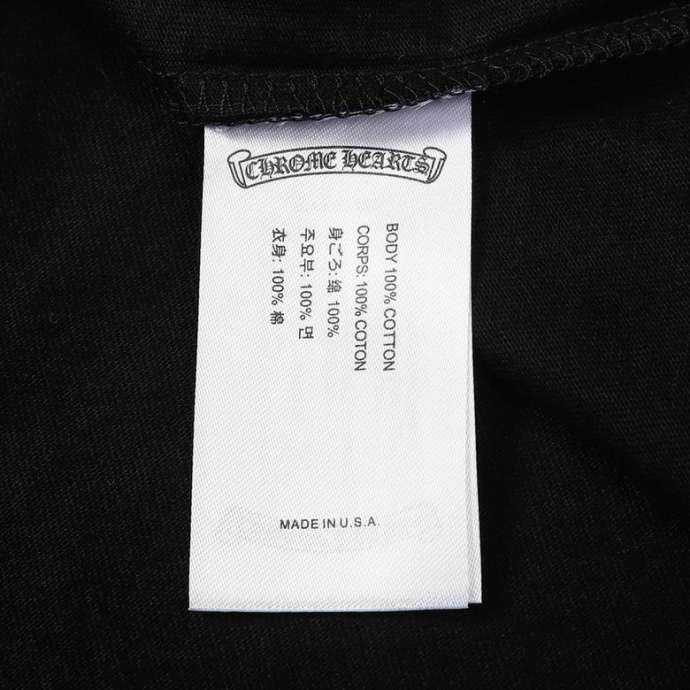 CHROME HEARTS
BODY 100% COTTON
CORPS: 100% COTON
身ごろ: 绵 100%
주요부: 100% 면
衣身: 100% 棉
MADE IN U.S.A.